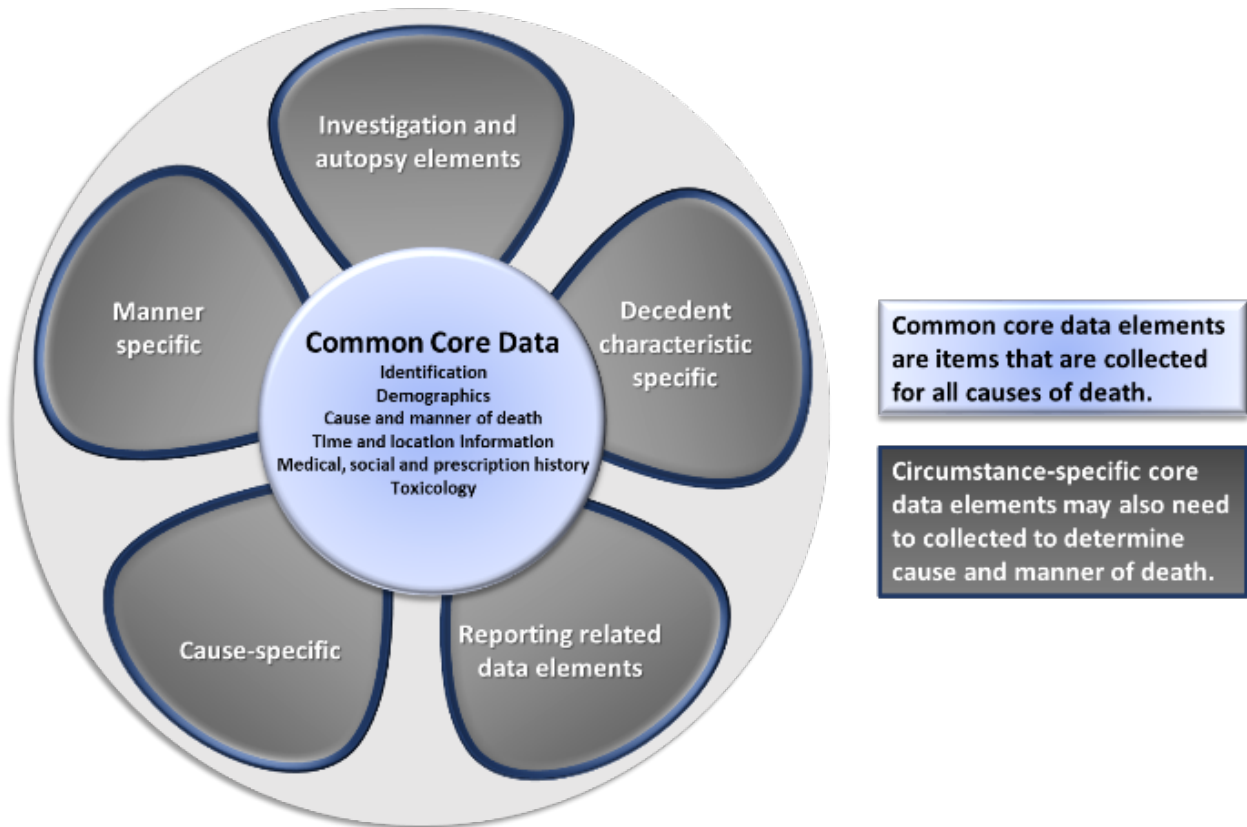 Investigation and
autopsy elements
Manner
specific
Decedent
characteristic
specific
Common Core Data
Identification
Demographics
Cause and manner of death
TIme and location Information
Medical, social and prescription history
Toxicology
Cause-specific
Reporting related
data elements
Common core data elements
are items that are collected
for all causes of death.
Circumstance-specific core
data elements may also need
to collected to determine
cause and manner of death.